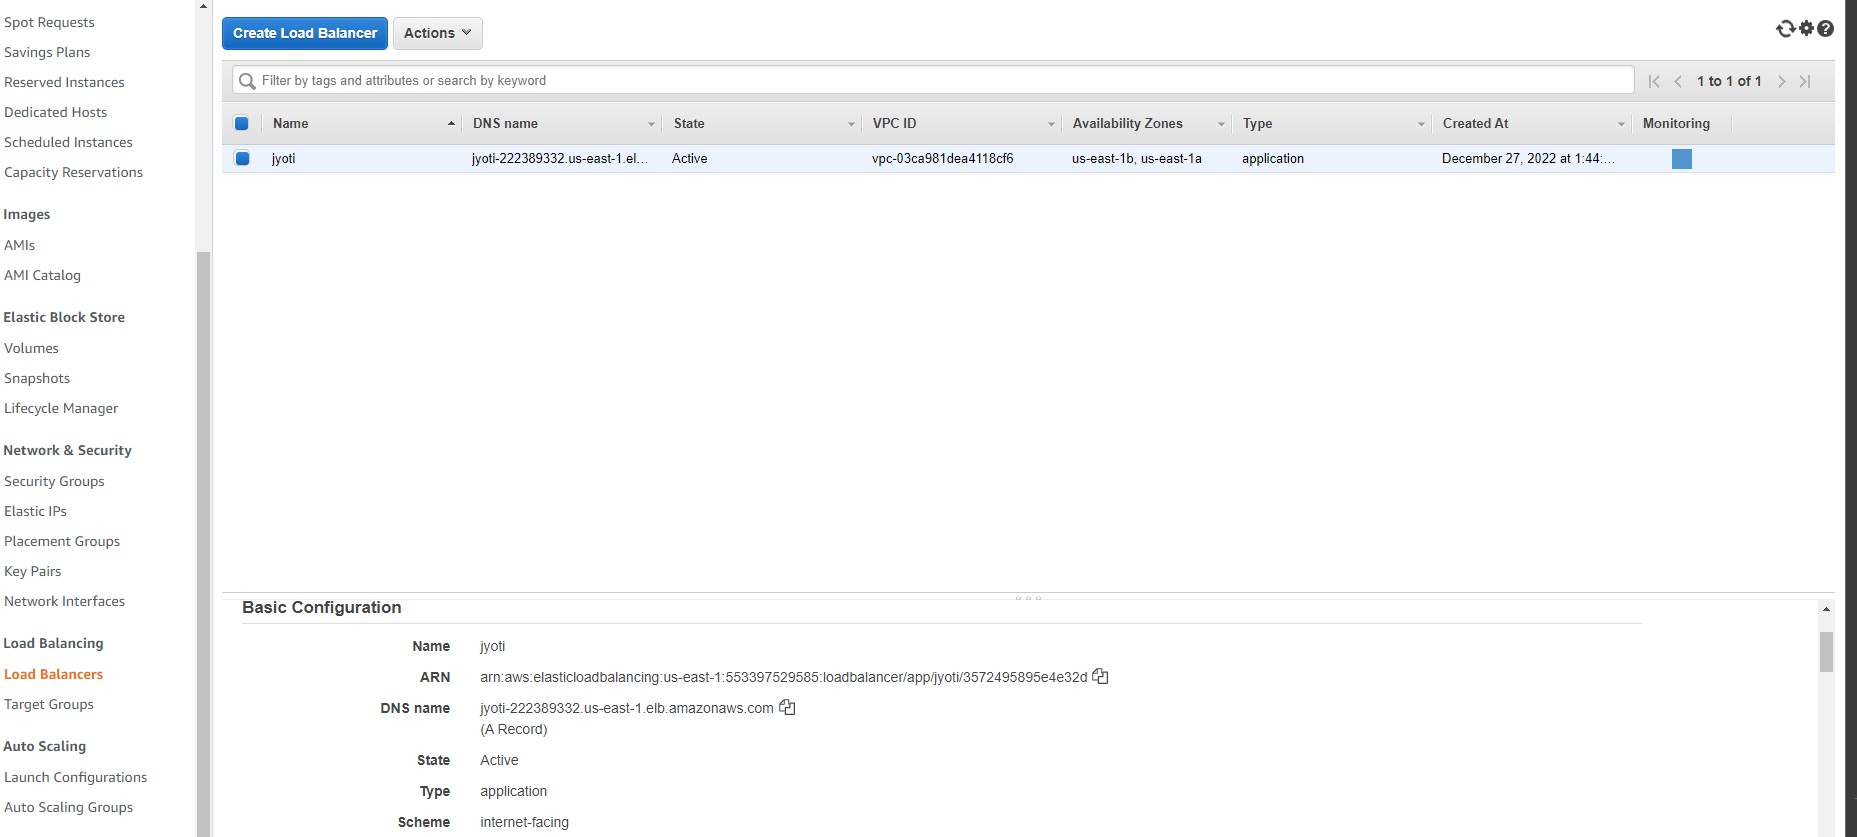 Spot Requests
Savings Plans
Reserved Instances
Dedicated Hosts
Scheduled Instances
Capacity Reservations
Images
AMIs
AMI Catalog
Elastic Block Store
Volumes
Snapshots
Lifecycle Manager
Network & Security
Security Groups
Elastic IPs
Placement Groups
Key Pairs
Network Interfaces
Load Balancing
Load Balancers
Target Groups
Auto Scaling
Launch Configurations
Auto Scaling Groups
Create Load Balancer Actions
Filter by tags and attributes or search by keyword 1 to 1 of 1
Name DNS name State VPC ID Availability Zones Type Created At Monitoring
jyoti jyoti-222389332.us-east-1.el... Active vpc-03ca981dea4118cf6 us-east-1b, us-east-1a application December 27, 2022 at 1:44:...
Basic Configuration
Name jyoti
ARN arn:aws:elasticloadbalancing:us-east-1:553397529585:loadbalancer/app/jyoti/3572495895e4e32d
DNS name jyoti-222389332.us-east-1.elb.amazonaws.com
(A Record)
State Active
Type application
Scheme internet-facing